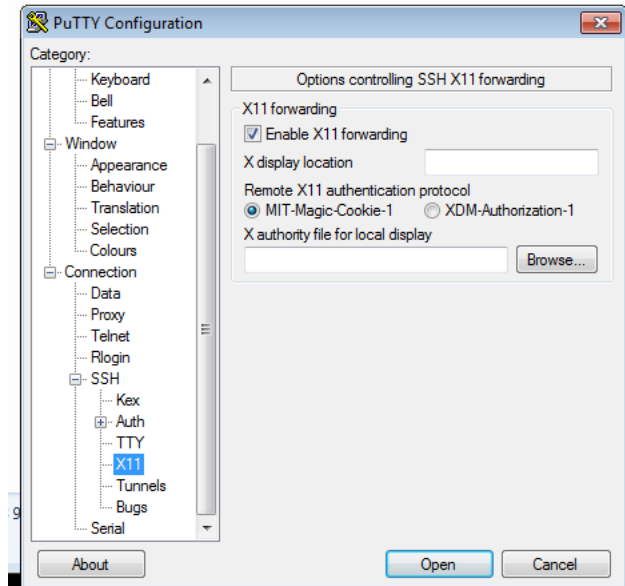 PuTTY Configuration
Category:
Keyboard
Bell
Features
Window
Appearance
Behaviour
Translation
Selection
Colours
Connection
Data
Proxy
Telnet
Rlogin
SSH
Kex
Auth
TTY
X11
Tunnels
Bugs
Serial
Options controlling SSH X11 forwarding
X11 forwarding
Enable X11 forwarding
X display location
Remote X11 authentication protocol
MIT-Magic-Cookie-1 XDM-Authorization-1
X authority file for local display
Browse...
About Open Cancel
9